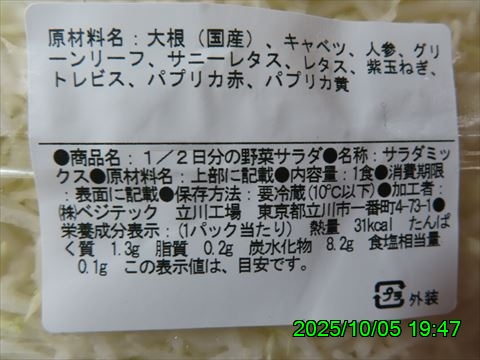 原材料名：大根（国産）、キャベツ、人参、グリ
ーンリーフ、サニーレタス、レタス、紫玉ねぎ、
トレビス、パプリカ赤、パプリカ黄
●商品名：１／２日分の野菜サラダ●名称：サラダミッ
クス●原材料名：上部に記載●内容量：1食●消費期限
：表面に記載●保存方法：要冷蔵(10℃以下)●加工者：
㈱ベジテック　立川工場　東京都立川市一番町4-73-1●
栄養成分表示：(1パック当たり)　熱量　31kcal　たんぱ
く質　1.3g　脂質　0.2g　炭水化物　8.2g　食塩相当量
0.1g　この表示値は、目安です。
プラ 外装
2025/10/05 19:47